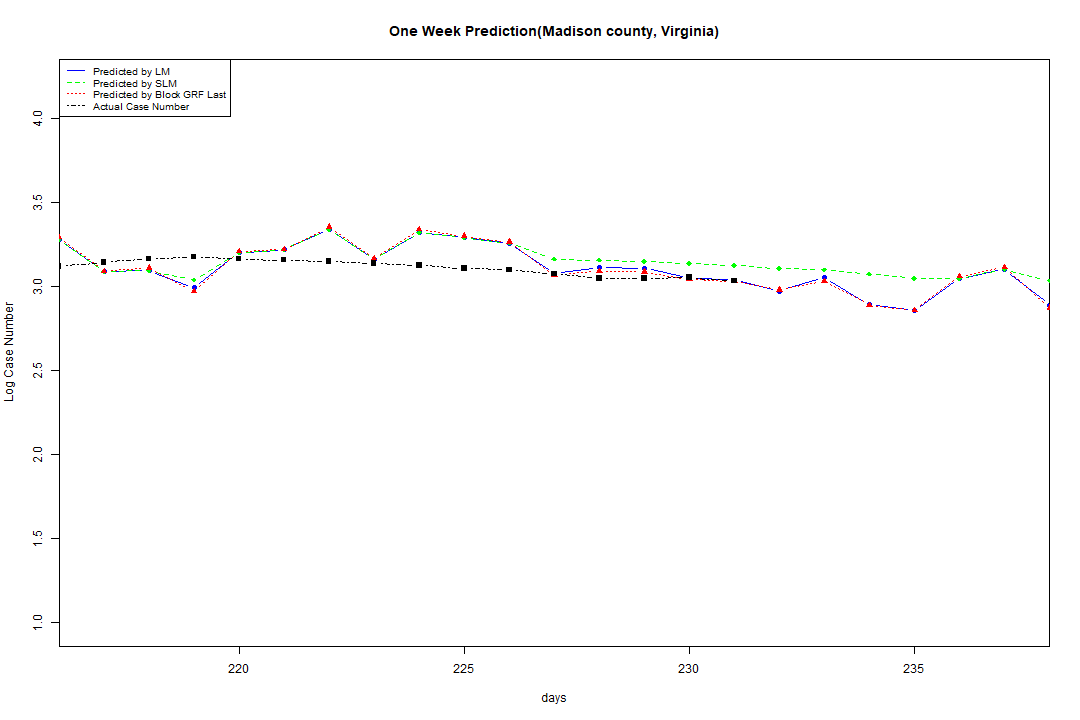 One Week Prediction(Madison county, Virginia)
Predicted by LM
Predicted by SLM
Predicted by Block GRF Last
Actual Case Number
4.0
3.5
3.0
2.5
2.0
1.5
1.0
Log Case Number
220
225
230
235
days